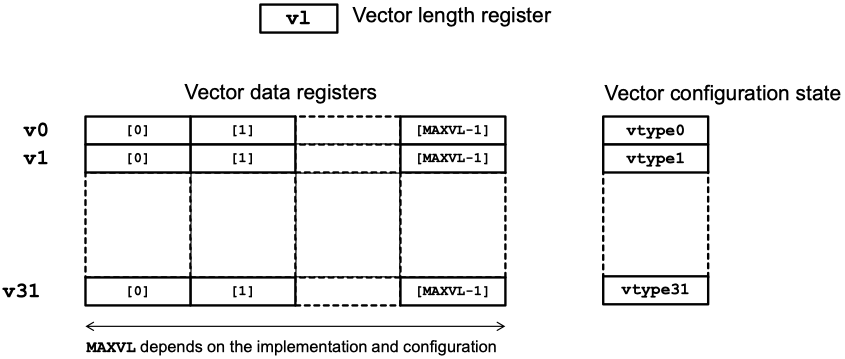 vl Vector length register
Vector data registers Vector configuration state
v0 [0] [1] [MAXVL-1] vtype0
v1 [0] [1] [MAXVL-1] vtype1
v31 [0] [1] [MAXVL-1] vtype31
MAXVL depends on the implementation and configuration